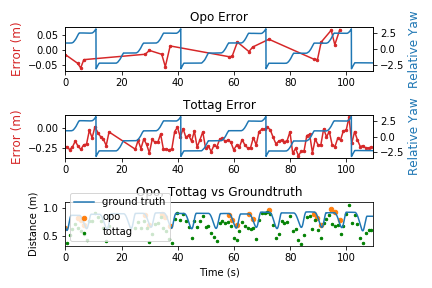 Opo Error
Error (m)
0.05
0.00
−0.05
2.5
0.0
−2.5
Relative Yaw
0 20 40 60 80 100
Tottag Error
Error (m)
0.00
−0.25
2.5
0.0
−2.5
Relative Yaw
0 20 40 60 80 100
Opo, Tottag vs Groundtruth
Distance (m)
1.0
0.5
ground truth
opo
tottag
0 20 40 60 80 100
Time (s)